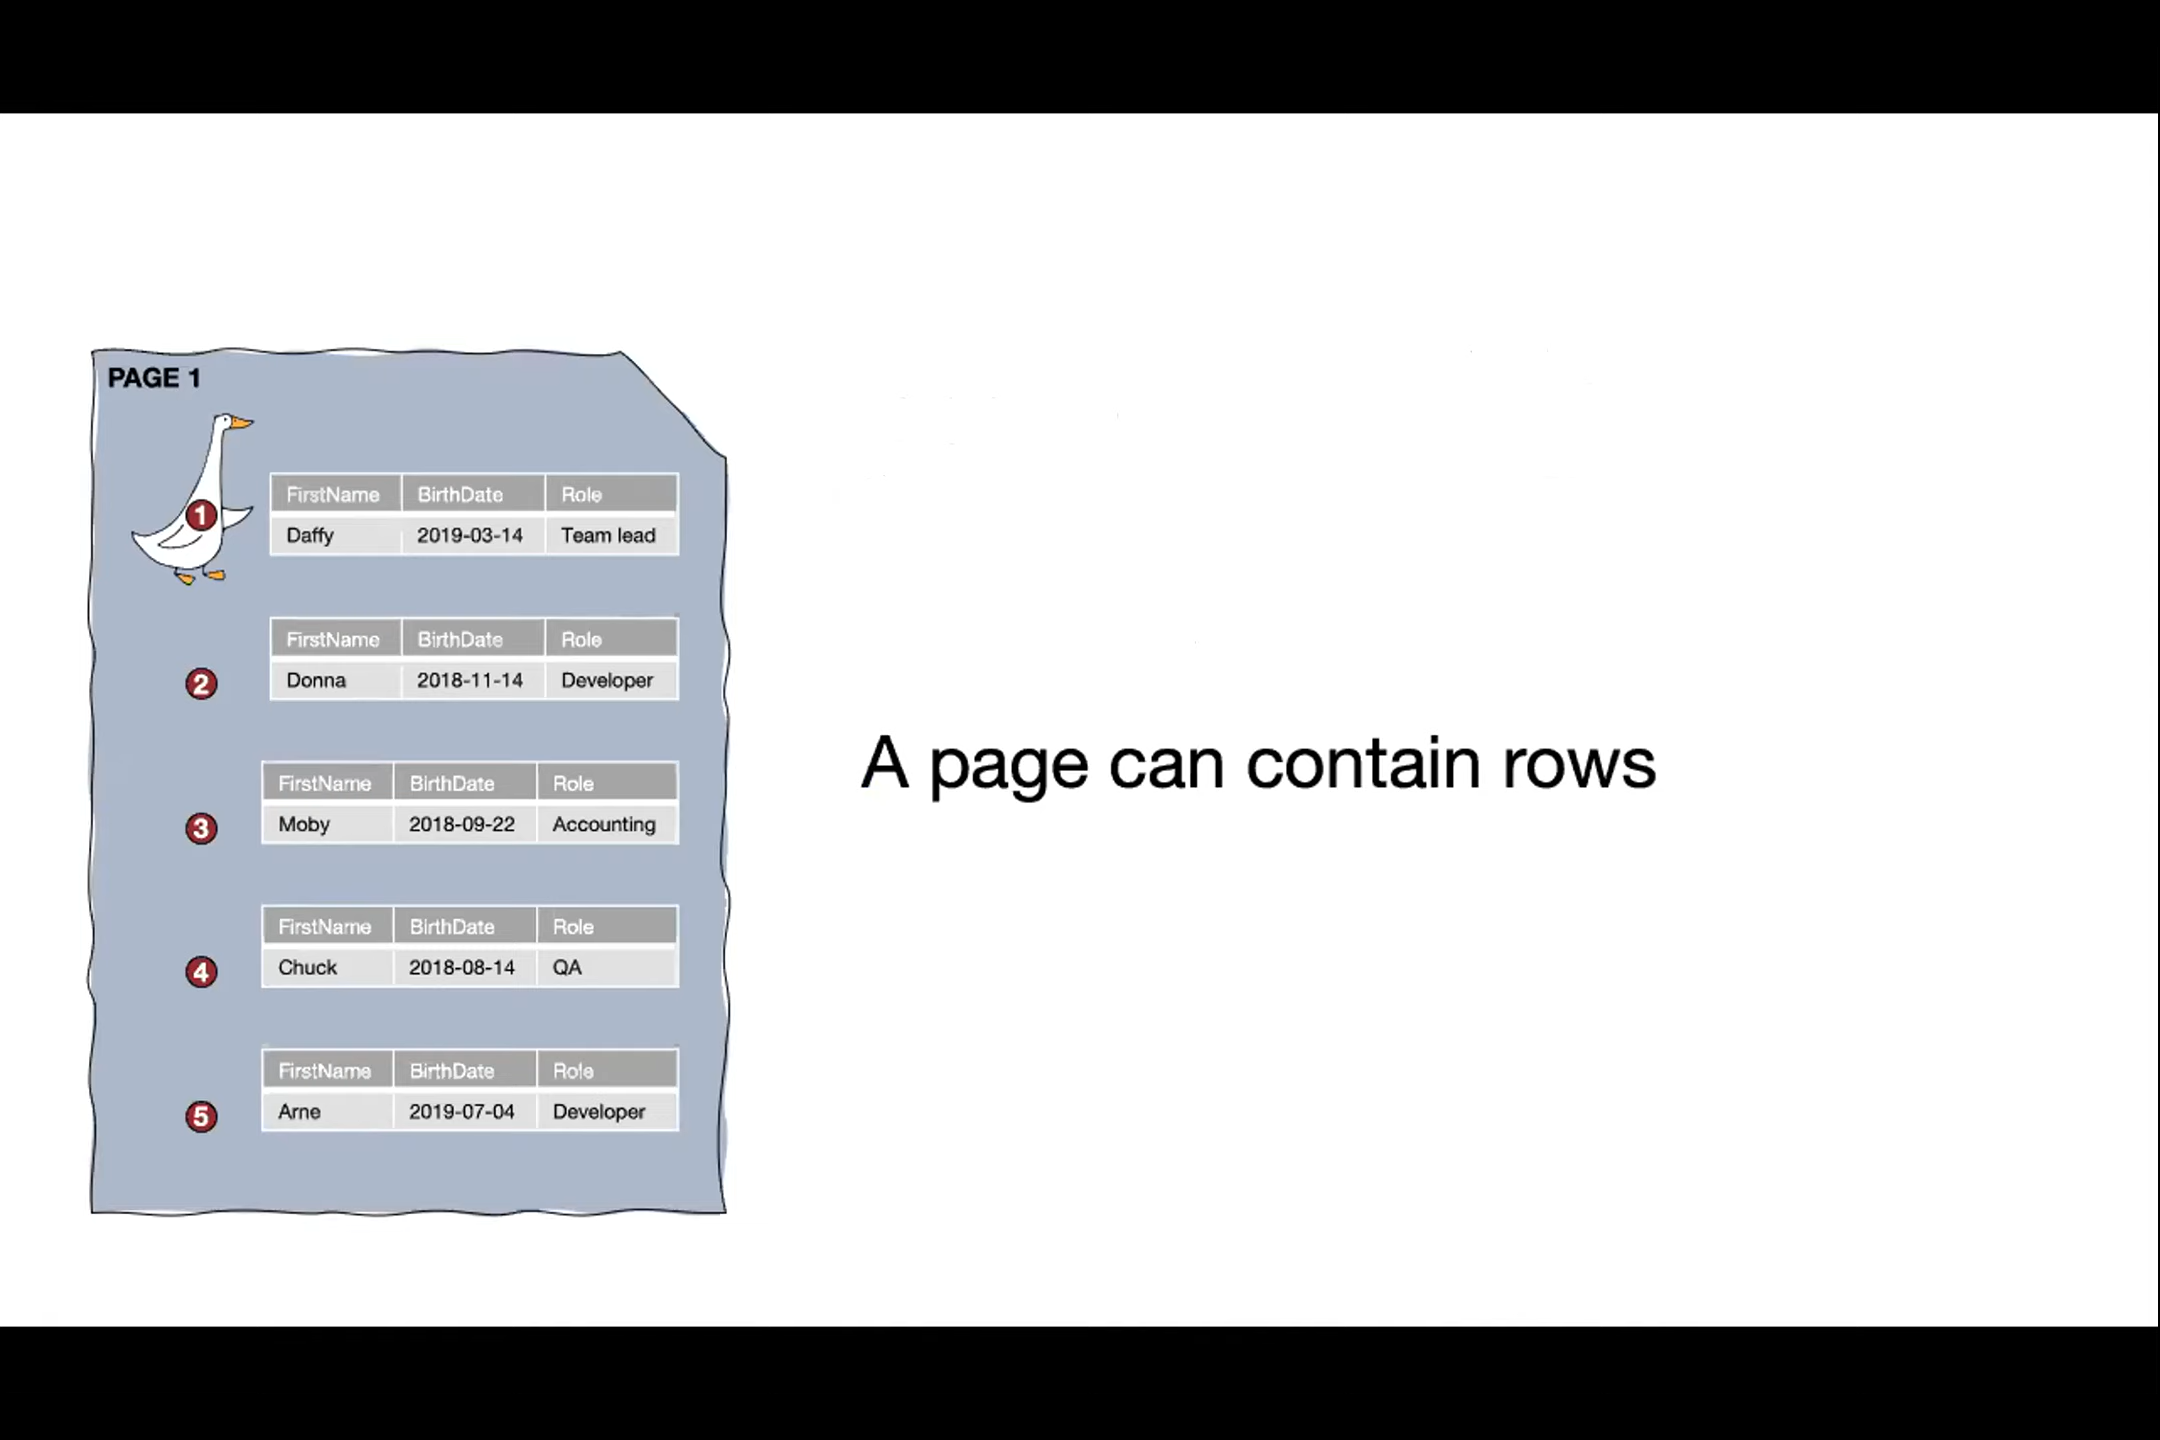 PAGE 1
FirstName BirthDate Role
1 Daffy 2019-03-14 Team lead
FirstName BirthDate Role
2 Donna 2018-11-14 Developer
A page can contain rows
FirstName BirthDate Role
3 Moby 2018-09-22 Accounting
FirstName BirthDate Role
4 Chuck 2018-08-14 QA
FirstName BirthDate Role
5 Arne 2019-07-04 Developer